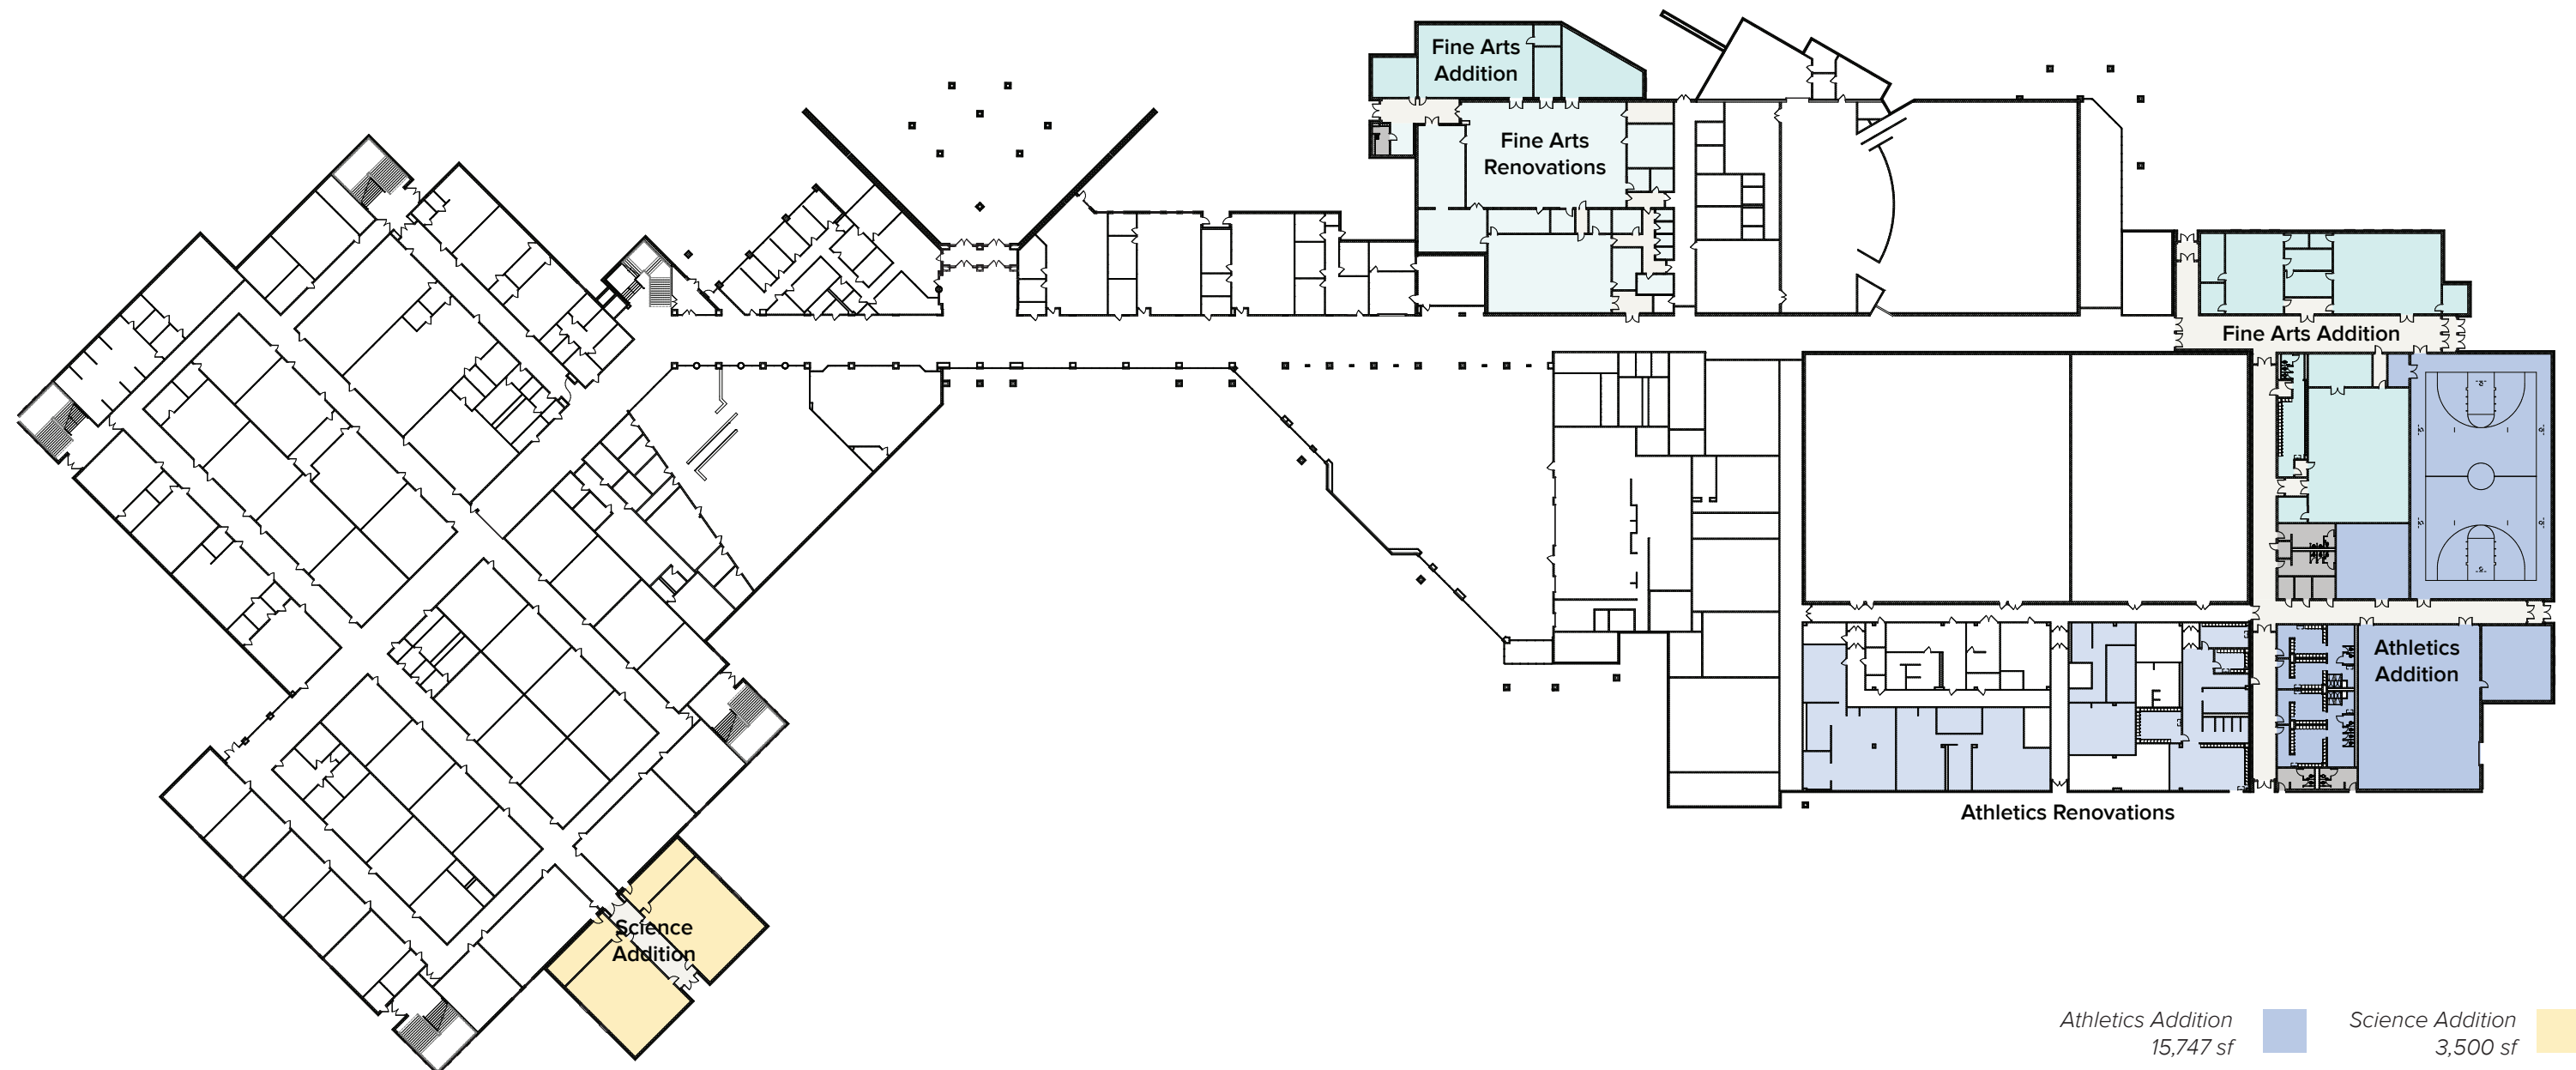 Fine Arts
Addition
Fine Arts
Renovations
Fine Arts Addition
Athletics
Addition
Athletics Renovations
Science
Addition
Athletics Addition
15,747 sf
Science Addition
3,500 sf